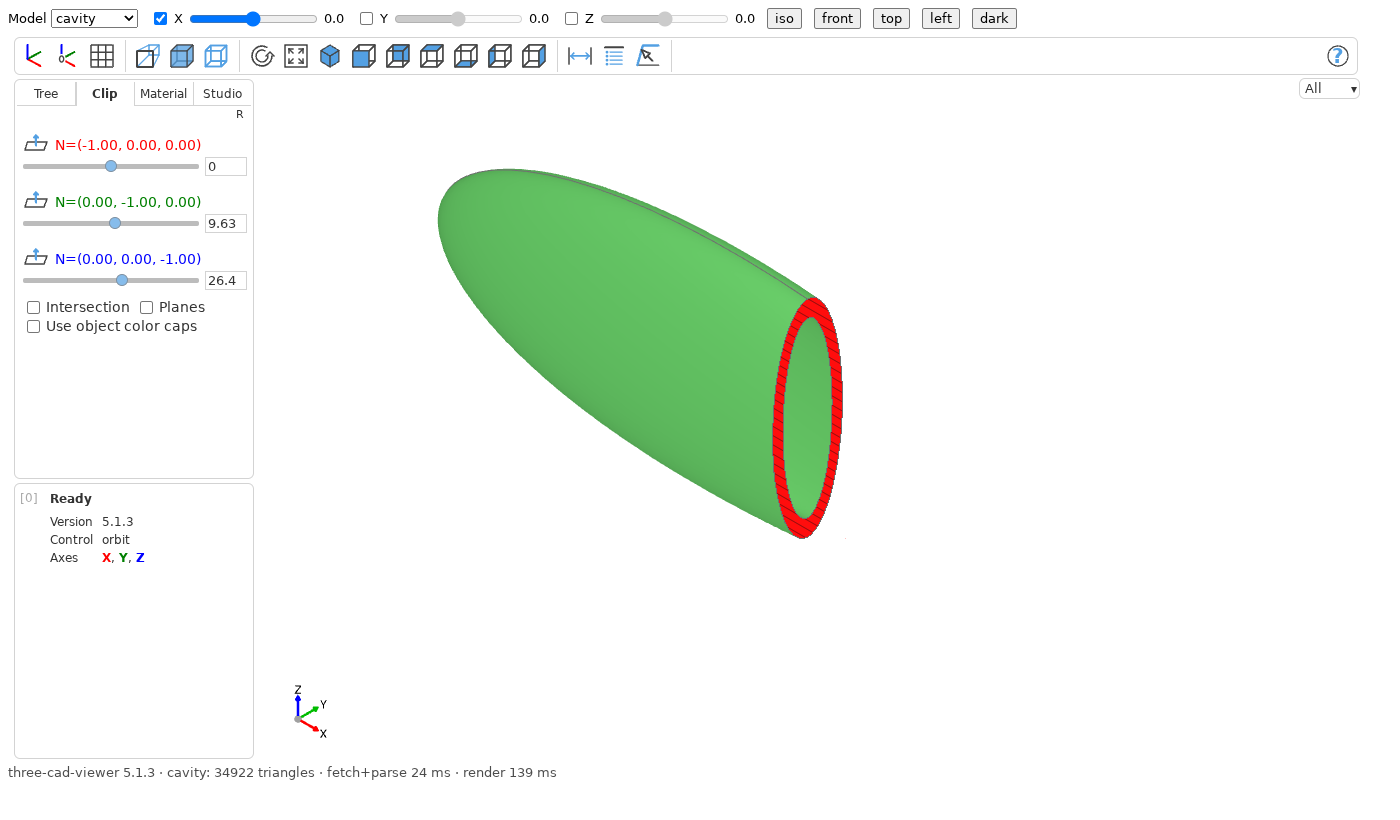 Model cavity X 0.0 Y 0.0 Z 0.0 iso front top left dark
0 ?
Tree Clip Material Studio All
R
N=(-1.00, 0.00, 0.00)
0
N=(0.00, -1.00, 0.00)
9.63
N=(0.00, 0.00, -1.00)
26.4
Intersection Planes
Use object color caps
[0] Ready
Version 5.1.3
Control orbit
Axes X, Y, Z
Z
Y
X
three-cad-viewer 5.1.3 · cavity: 34922 triangles · fetch+parse 24 ms · render 139 ms